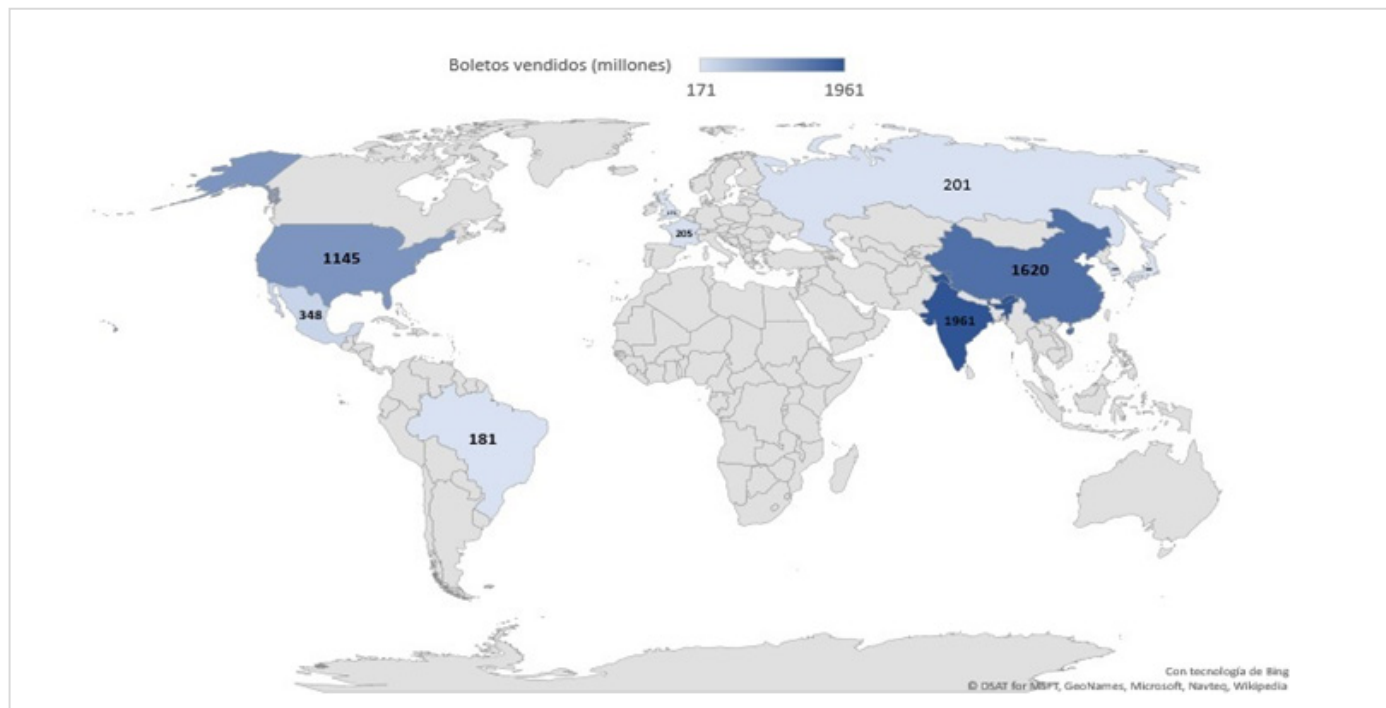 Boletos vendidos (millones)
171 1961
201
205
1145
1620
348
1961
181
Con tecnología de Bing
© DSAT for MSFT, GeoNames, Microsoft, Navteq, Wikipedia